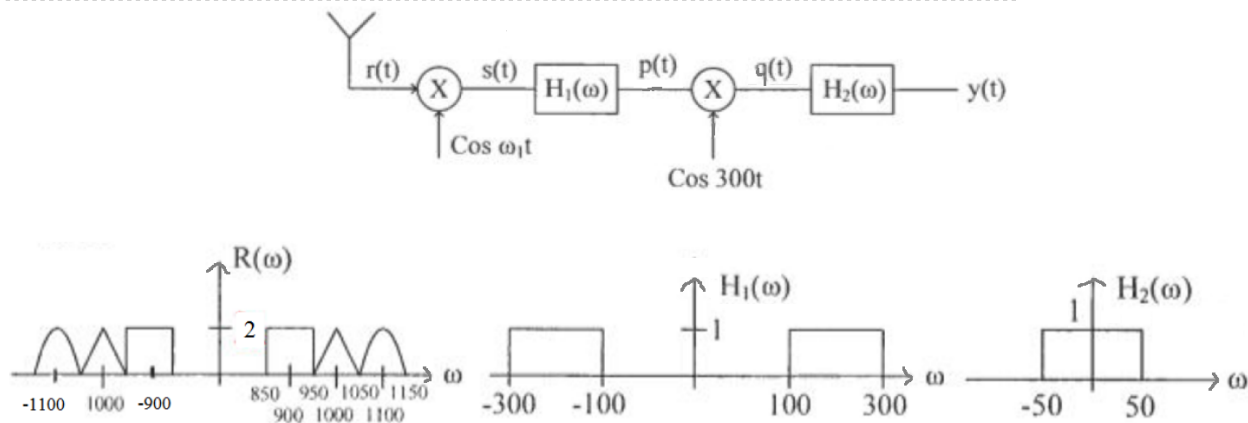 r(t) X s(t) H₁(ω) p(t) X q(t) H₂(ω) y(t)
Cos ω₁t
Cos 300t
R(ω)
2
-1100 1000 -900 850 900 950 1000 1050 1100 1150 ω
H₁(ω)
1
-300 -100 100 300 ω
H₂(ω)
1
-50 50 ω